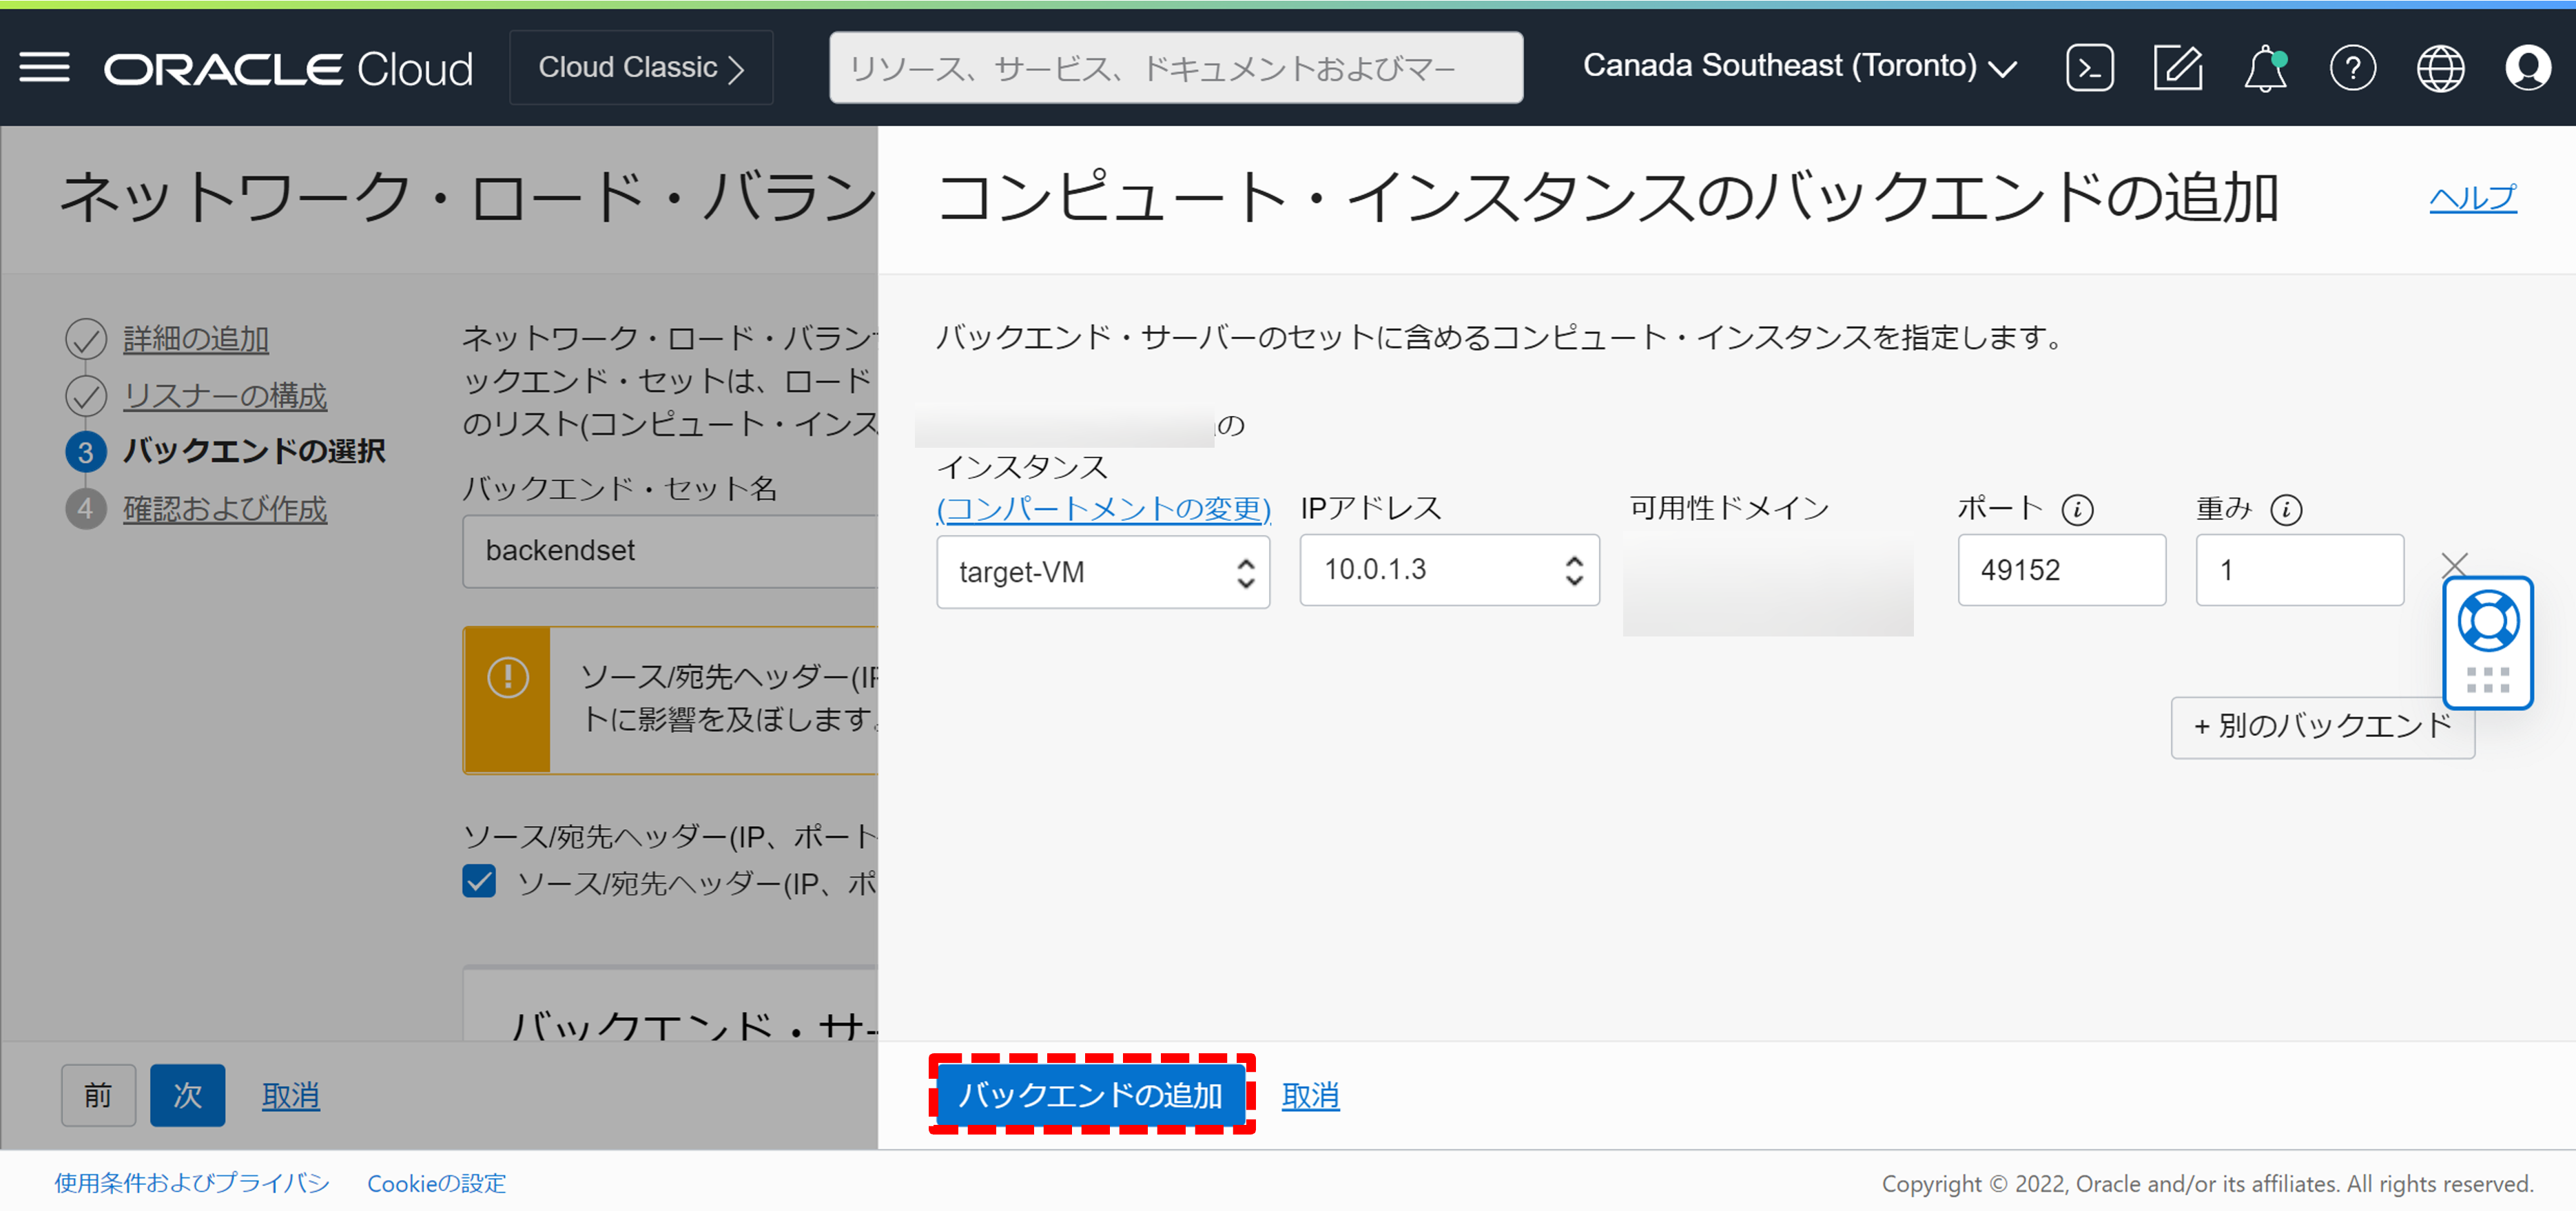 ORACLE Cloud
Cloud Classic
リソース、サービス、ドキュメントおよびマー
Canada Southeast (Toronto)
ネットワーク・ロード・バラン
詳細の追加
リスナーの構成
3 バックエンドの選択
4 確認および作成
ネットワーク・ロード・バラン
ックエンド・セットは、ロード
のリスト(コンピュート・インス
バックエンド・セット名
backendset
ソース/宛先ヘッダー(IP
トに影響を及ぼします。
ソース/宛先ヘッダー(IP、ポート
ソース/宛先ヘッダー(IP、ポ
バックエンド・サー
前
次
取消
コンピュート・インスタンスのバックエンドの追加
ヘルプ
バックエンド・サーバーのセットに含めるコンピュート・インスタンスを指定します。
の
インスタンス
(コンパートメントの変更)
target-VM
IPアドレス
10.0.1.3
可用性ドメイン
ポート
49152
重み
1
+ 別のバックエンド
バックエンドの追加
取消
使用条件およびプライバシ
Cookieの設定
Copyright © 2022, Oracle and/or its affiliates. All rights reserved.